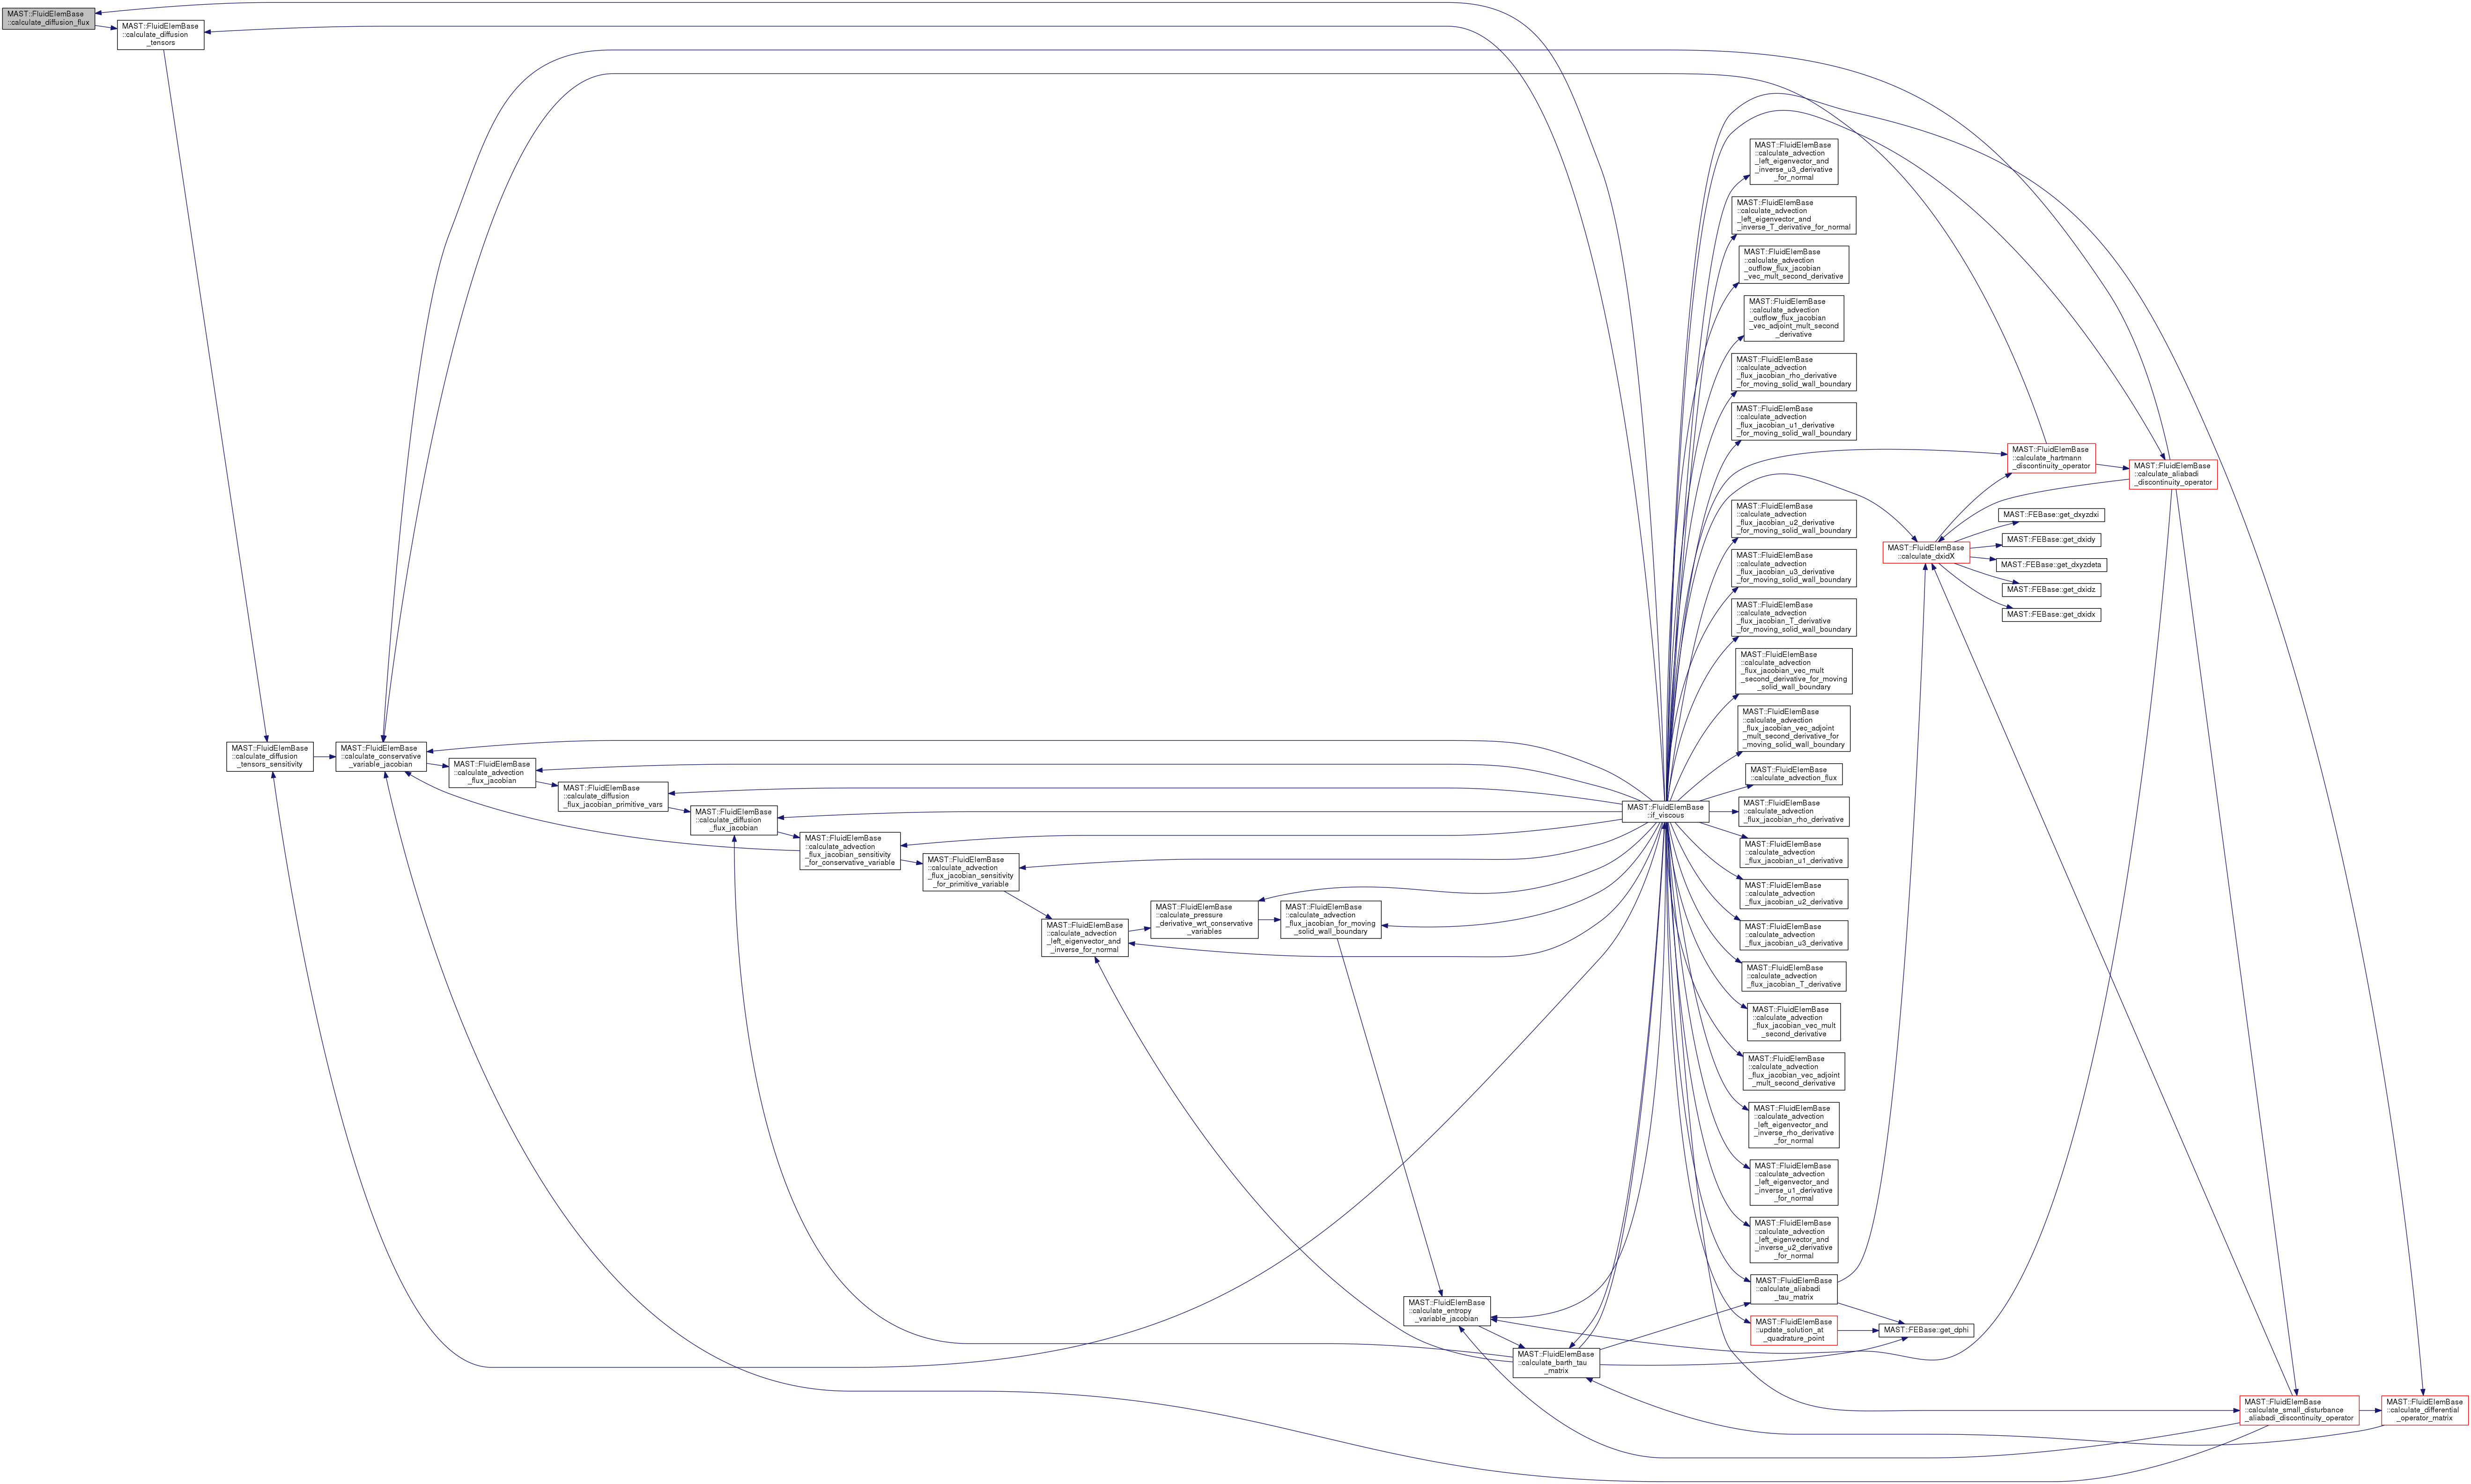 MAST::FluidElemBase
::calculate_diffusion_flux
MAST::FluidElemBase
::calculate_diffusion
_tensors
MAST::FluidElemBase
::calculate_diffusion
_tensors_sensitivity
MAST::FluidElemBase
::calculate_conservative
_variable_jacobian
MAST::FluidElemBase
::calculate_advection
_flux_jacobian
MAST::FluidElemBase
::calculate_diffusion
_flux_jacobian_primitive_vars
MAST::FluidElemBase
::calculate_diffusion
_flux_jacobian
MAST::FluidElemBase
::calculate_advection
_flux_jacobian_sensitivity
_for_conservative_variable
MAST::FluidElemBase
::calculate_advection
_flux_jacobian_sensitivity
_for_primitive_variable
MAST::FluidElemBase
::calculate_advection
_left_eigenvector_and
_inverse_for_normal
MAST::FluidElemBase
::calculate_pressure
_derivative_wrt_conservative
_variables
MAST::FluidElemBase
::calculate_advection
_flux_jacobian_for_moving
_solid_wall_boundary
MAST::FluidElemBase
::calculate_entropy
_variable_jacobian
MAST::FluidElemBase
::calculate_barth_tau
_matrix
MAST::FluidElemBase
::if_viscous
MAST::FluidElemBase
::calculate_advection
_left_eigenvector_and
_inverse_u3_derivative
_for_normal
MAST::FluidElemBase
::calculate_advection
_left_eigenvector_and
_inverse_T_derivative_for_normal
MAST::FluidElemBase
::calculate_advection
_outflow_flux_jacobian
_vec_mult_second_derivative
MAST::FluidElemBase
::calculate_advection
_outflow_flux_jacobian
_vec_adjoint_mult_second
_derivative
MAST::FluidElemBase
::calculate_advection
_flux_jacobian_rho_derivative
_for_moving_solid_wall_boundary
MAST::FluidElemBase
::calculate_advection
_flux_jacobian_u1_derivative
_for_moving_solid_wall_boundary
MAST::FluidElemBase
::calculate_advection
_flux_jacobian_u2_derivative
_for_moving_solid_wall_boundary
MAST::FluidElemBase
::calculate_advection
_flux_jacobian_u3_derivative
_for_moving_solid_wall_boundary
MAST::FluidElemBase
::calculate_advection
_flux_jacobian_T_derivative
_for_moving_solid_wall_boundary
MAST::FluidElemBase
::calculate_advection
_flux_jacobian_vec_mult
_second_derivative_for_moving
_solid_wall_boundary
MAST::FluidElemBase
::calculate_advection
_flux_jacobian_vec_adjoint
_mult_second_derivative_for
_moving_solid_wall_boundary
MAST::FluidElemBase
::calculate_advection_flux
MAST::FluidElemBase
::calculate_advection
_flux_jacobian_rho_derivative
MAST::FluidElemBase
::calculate_advection
_flux_jacobian_u1_derivative
MAST::FluidElemBase
::calculate_advection
_flux_jacobian_u2_derivative
MAST::FluidElemBase
::calculate_advection
_flux_jacobian_u3_derivative
MAST::FluidElemBase
::calculate_advection
_flux_jacobian_T_derivative
MAST::FluidElemBase
::calculate_advection
_flux_jacobian_vec_mult
_second_derivative
MAST::FluidElemBase
::calculate_advection
_flux_jacobian_vec_adjoint
_mult_second_derivative
MAST::FluidElemBase
::calculate_advection
_left_eigenvector_and
_inverse_rho_derivative
_for_normal
MAST::FluidElemBase
::calculate_advection
_left_eigenvector_and
_inverse_u1_derivative
_for_normal
MAST::FluidElemBase
::calculate_advection
_left_eigenvector_and
_inverse_u2_derivative
_for_normal
MAST::FluidElemBase
::calculate_aliabadi
_tau_matrix
MAST::FluidElemBase
::update_solution_at
_quadrature_point
MAST::FluidElemBase
::calculate_dxidX
MAST::FEBase::get_dphi
MAST::FluidElemBase
::calculate_hartmann
_discontinuity_operator
MAST::FEBase::get_dxyzdxi
MAST::FEBase::get_dxidy
MAST::FEBase::get_dxyzdeta
MAST::FEBase::get_dxidz
MAST::FEBase::get_dxidx
MAST::FluidElemBase
::calculate_aliabadi
_discontinuity_operator
MAST::FluidElemBase
::calculate_small_disturbance
_aliabadi_discontinuity_operator
MAST::FluidElemBase
::calculate_differential
_operator_matrix